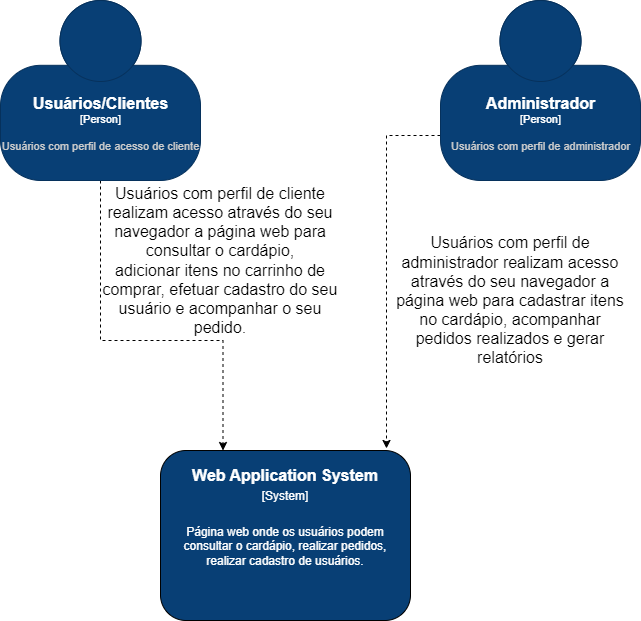 Usuários/Clientes
[Person]
Usuários com perfil de acesso de cliente
Administrador
[Person]
Usuários com perfil de administrador
Usuários com perfil de cliente
realizam acesso através do seu
navegador a página web para
consultar o cardápio,
adicionar itens no carrinho de
comprar, efetuar cadastro do seu
usuário e acompanhar o seu
pedido.
Usuários com perfil de
administrador realizam acesso
através do seu navegador a
página web para cadastrar itens
no cardápio, acompanhar
pedidos realizados e gerar
relatórios
Web Application System
[System]
Página web onde os usuários podem
consultar o cardápio, realizar pedidos,
realizar cadastro de usuários.